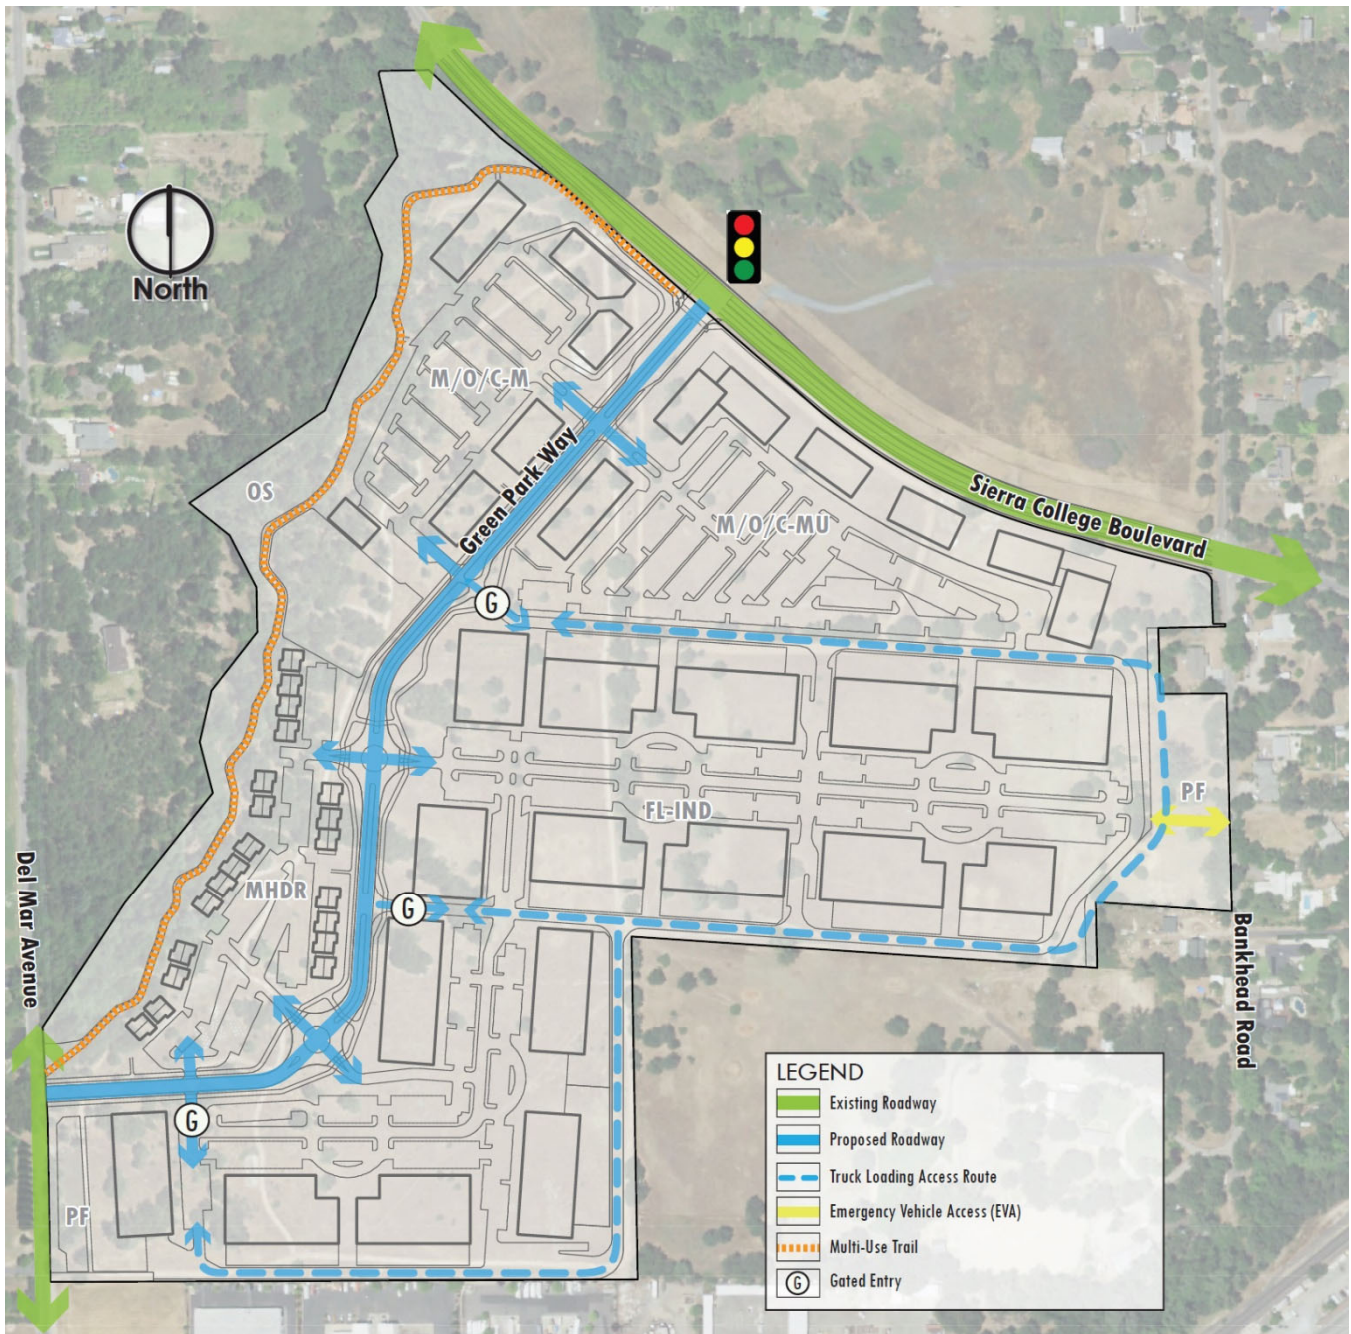 North
M/O/C-M
Green Park Way
OS
M/O/C-MU
Sierra College Boulevard
G
FL-IND
PF
MHDR
G
Del Mar Avenue
Bankhead Road
G
PF
LEGEND
Existing Roadway
Proposed Roadway
Truck Loading Access Route
Emergency Vehicle Access (EVA)
Multi-Use Trail
G Gated Entry